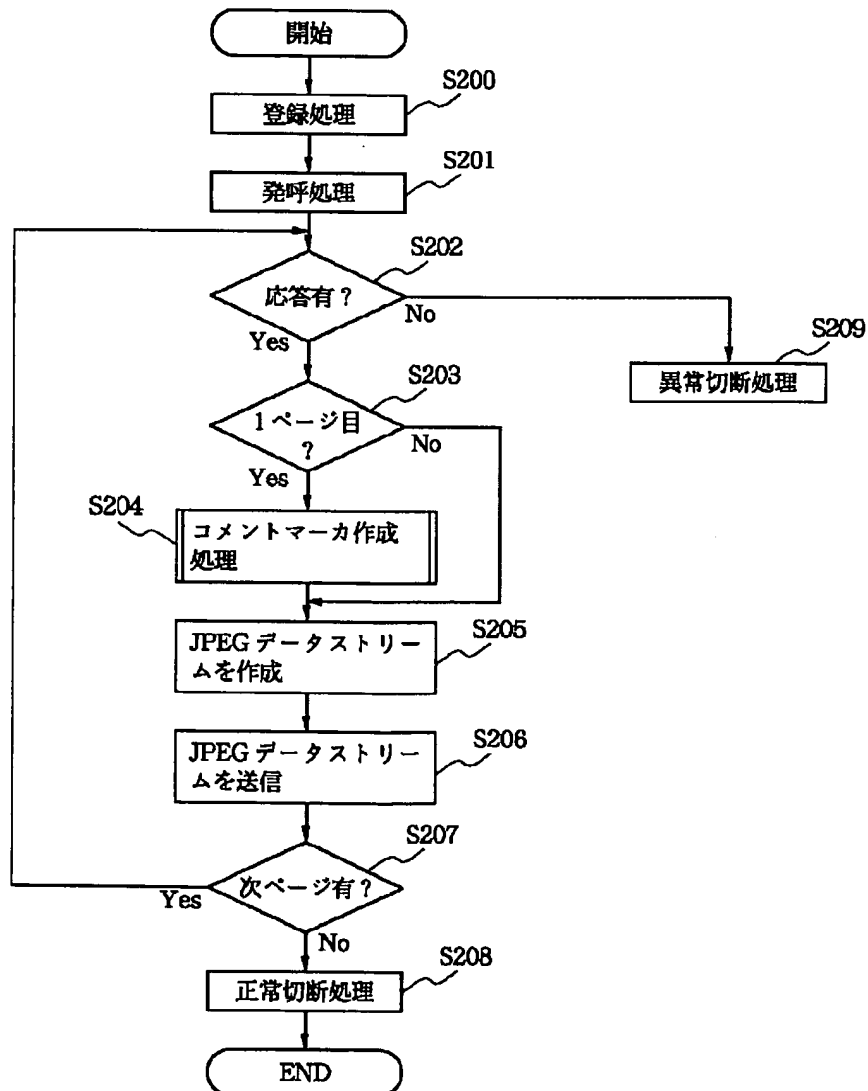 開始
S200
登録処理
S201
発呼処理
S202
応答有？
No
Yes
S209
異常切断処理
S203
1ページ目
？
No
Yes
S204
コメントマーカ作成
処理
S205
JPEG データストリー
ムを作成
S206
JPEG データストリー
ムを送信
S207
次ページ有？
Yes
No
S208
正常切断処理
END